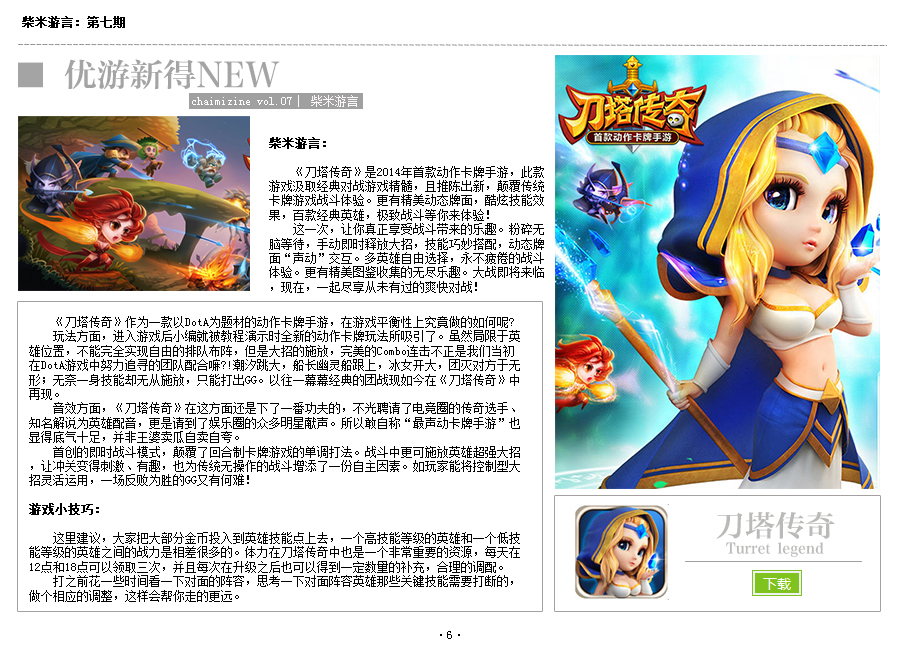 柴米游言：第七期
优游新得NEW
chaimizine vol.07| 柴米游言
柴米游言：
《刀塔传奇》是2014年首款动作卡牌手游，此款
游戏汲取经典对战游戏精髓，且推陈出新，颠覆传统
卡牌游戏战斗体验。更有精美动态牌面，酷炫技能效
果，百款经典英雄，极致战斗等你来体验！
这一次，让你真正享受战斗带来的乐趣。粉碎无
脑等待，手动即时释放大招，技能巧妙搭配，动态牌
面“声动”交互。多英雄自由选择，永不疲倦的战斗
体验。更有精美图鉴收集的无尽乐趣。大战即将来临
，现在，一起尽享从未有过的爽快对战！
刀塔传奇
首款动作卡牌手游
《刀塔传奇》作为一款以DotA为题材的动作卡牌手游，在游戏平衡性上究竟做的如何呢?
玩法方面，进入游戏后小编就被教程演示时全新的动作卡牌玩法所吸引了。虽然局限于英
雄位置，不能完全实现自由的排队布阵，但是大招的施放，完美的Combo连击不正是我们当初
在DotA游戏中努力追寻的团队配合嘛?!潮汐跳大，船长幽灵船跟上，冰女开大，团灭对方于无
形；无奈一身技能却无从施放，只能打出GG。以往一幕幕经典的团战现如今在《刀塔传奇》中
再现。
音效方面，《刀塔传奇》在这方面还是下了一番功夫的，不光聘请了电竞圈的传奇选手、
知名解说为英雄配音，更是请到了娱乐圈的众多明星献声。所以敢自称“最声动卡牌手游”也
显得底气十足，并非王婆卖瓜自卖自夸。
首创的即时战斗模式，颠覆了回合制卡牌游戏的单调打法。战斗中更可施放英雄超强大招
，让冲关变得刺激、有趣，也为传统无操作的战斗增添了一份自主因素。如玩家能将控制型大
招灵活运用，一场反败为胜的GG又有何难！
游戏小技巧：
这里建议，大家把大部分金币投入到英雄技能点上去，一个高技能等级的英雄和一个低技
能等级的英雄之间的战力是相差很多的。体力在刀塔传奇中也是一个非常重要的资源，每天在
12点和18点可以领取三次，并且每次在升级之后也可以得到一定数量的补充，合理的调配。
打之前花一些时间看一下对面的阵容，思考一下对面阵容英雄那些关键技能需要打断的，
做个相应的调整，这样会帮你走的更远。
刀塔传奇
Turret legend
下载
·6·